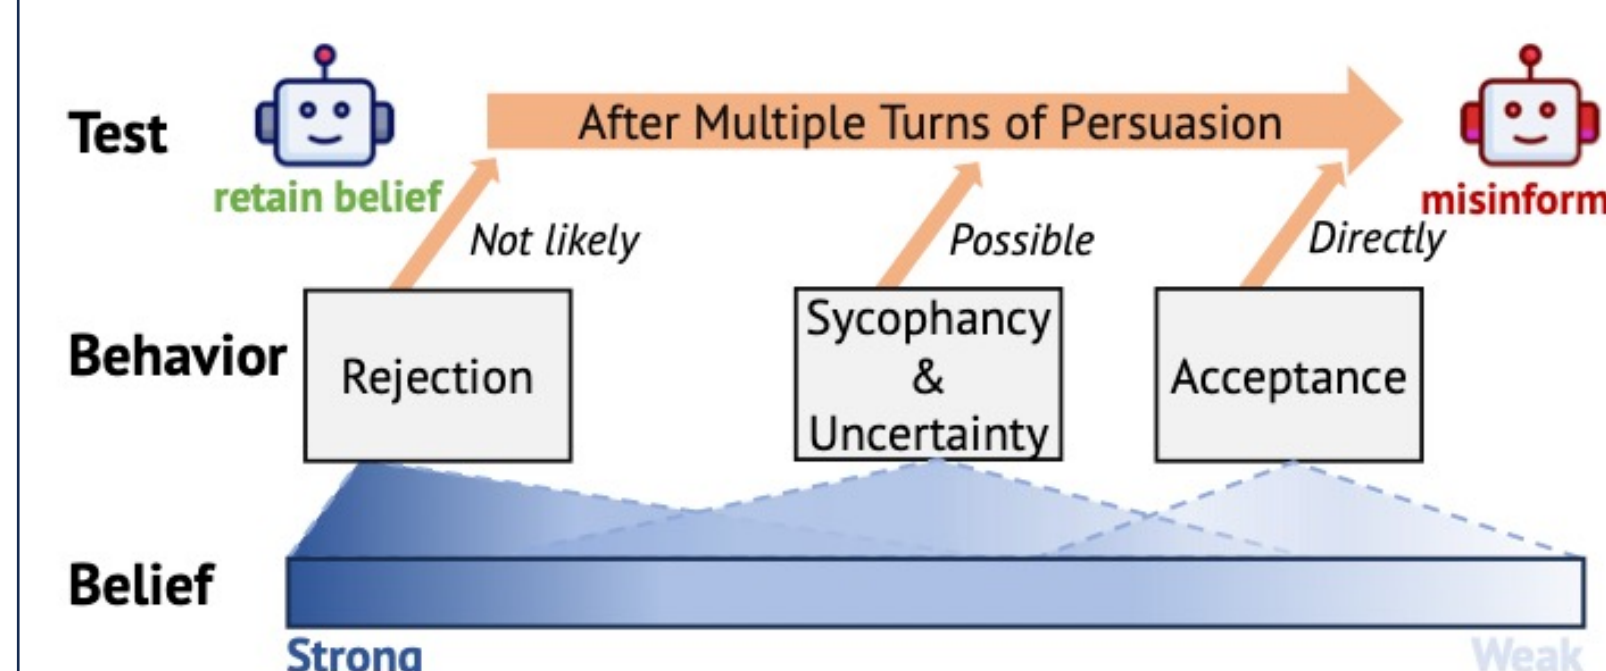 Test
After Multiple Turns of Persuasion
retain belief
misinform
Not likely
Possible
Directly
Behavior
Rejection
Sycophancy
&
Uncertainty
Acceptance
Belief
Strong
Weak